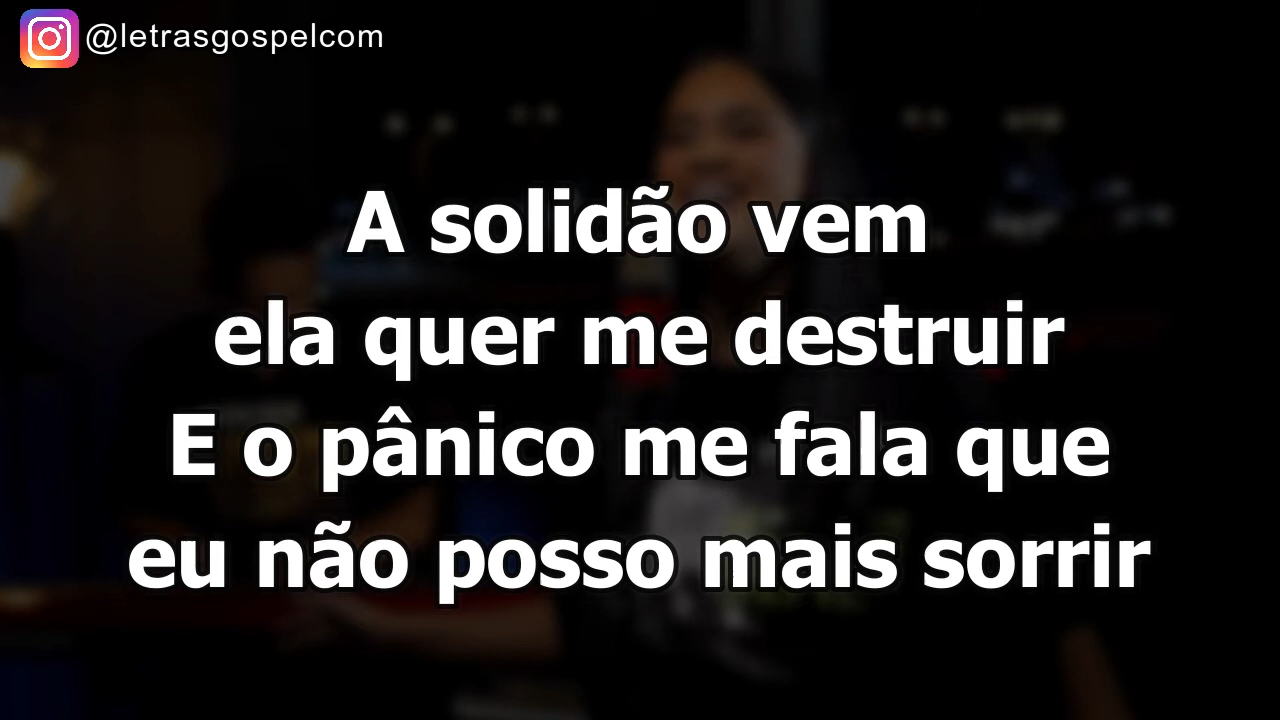 @letrasgospelcom
A solidão vem
ela quer me destruir
E o pânico me fala que
eu não posso mais sorrir